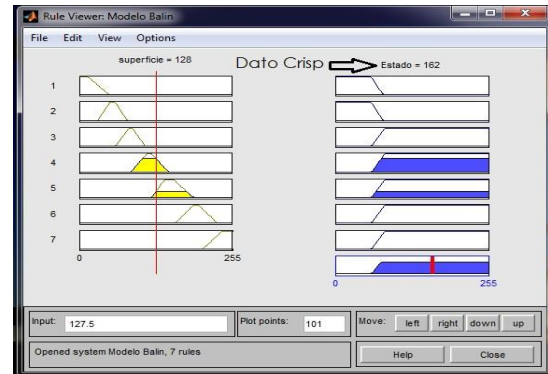 Rule Viewer: Modelo Balin
File Edit View Options
superficie = 128
Dato Crisp
Estado = 162
1
2
3
4
5
6
7
0 255
0 255
Input: 127.5
Plot points: 101
Move: left right down up
Opened system Modelo Balin, 7 rules
Help Close